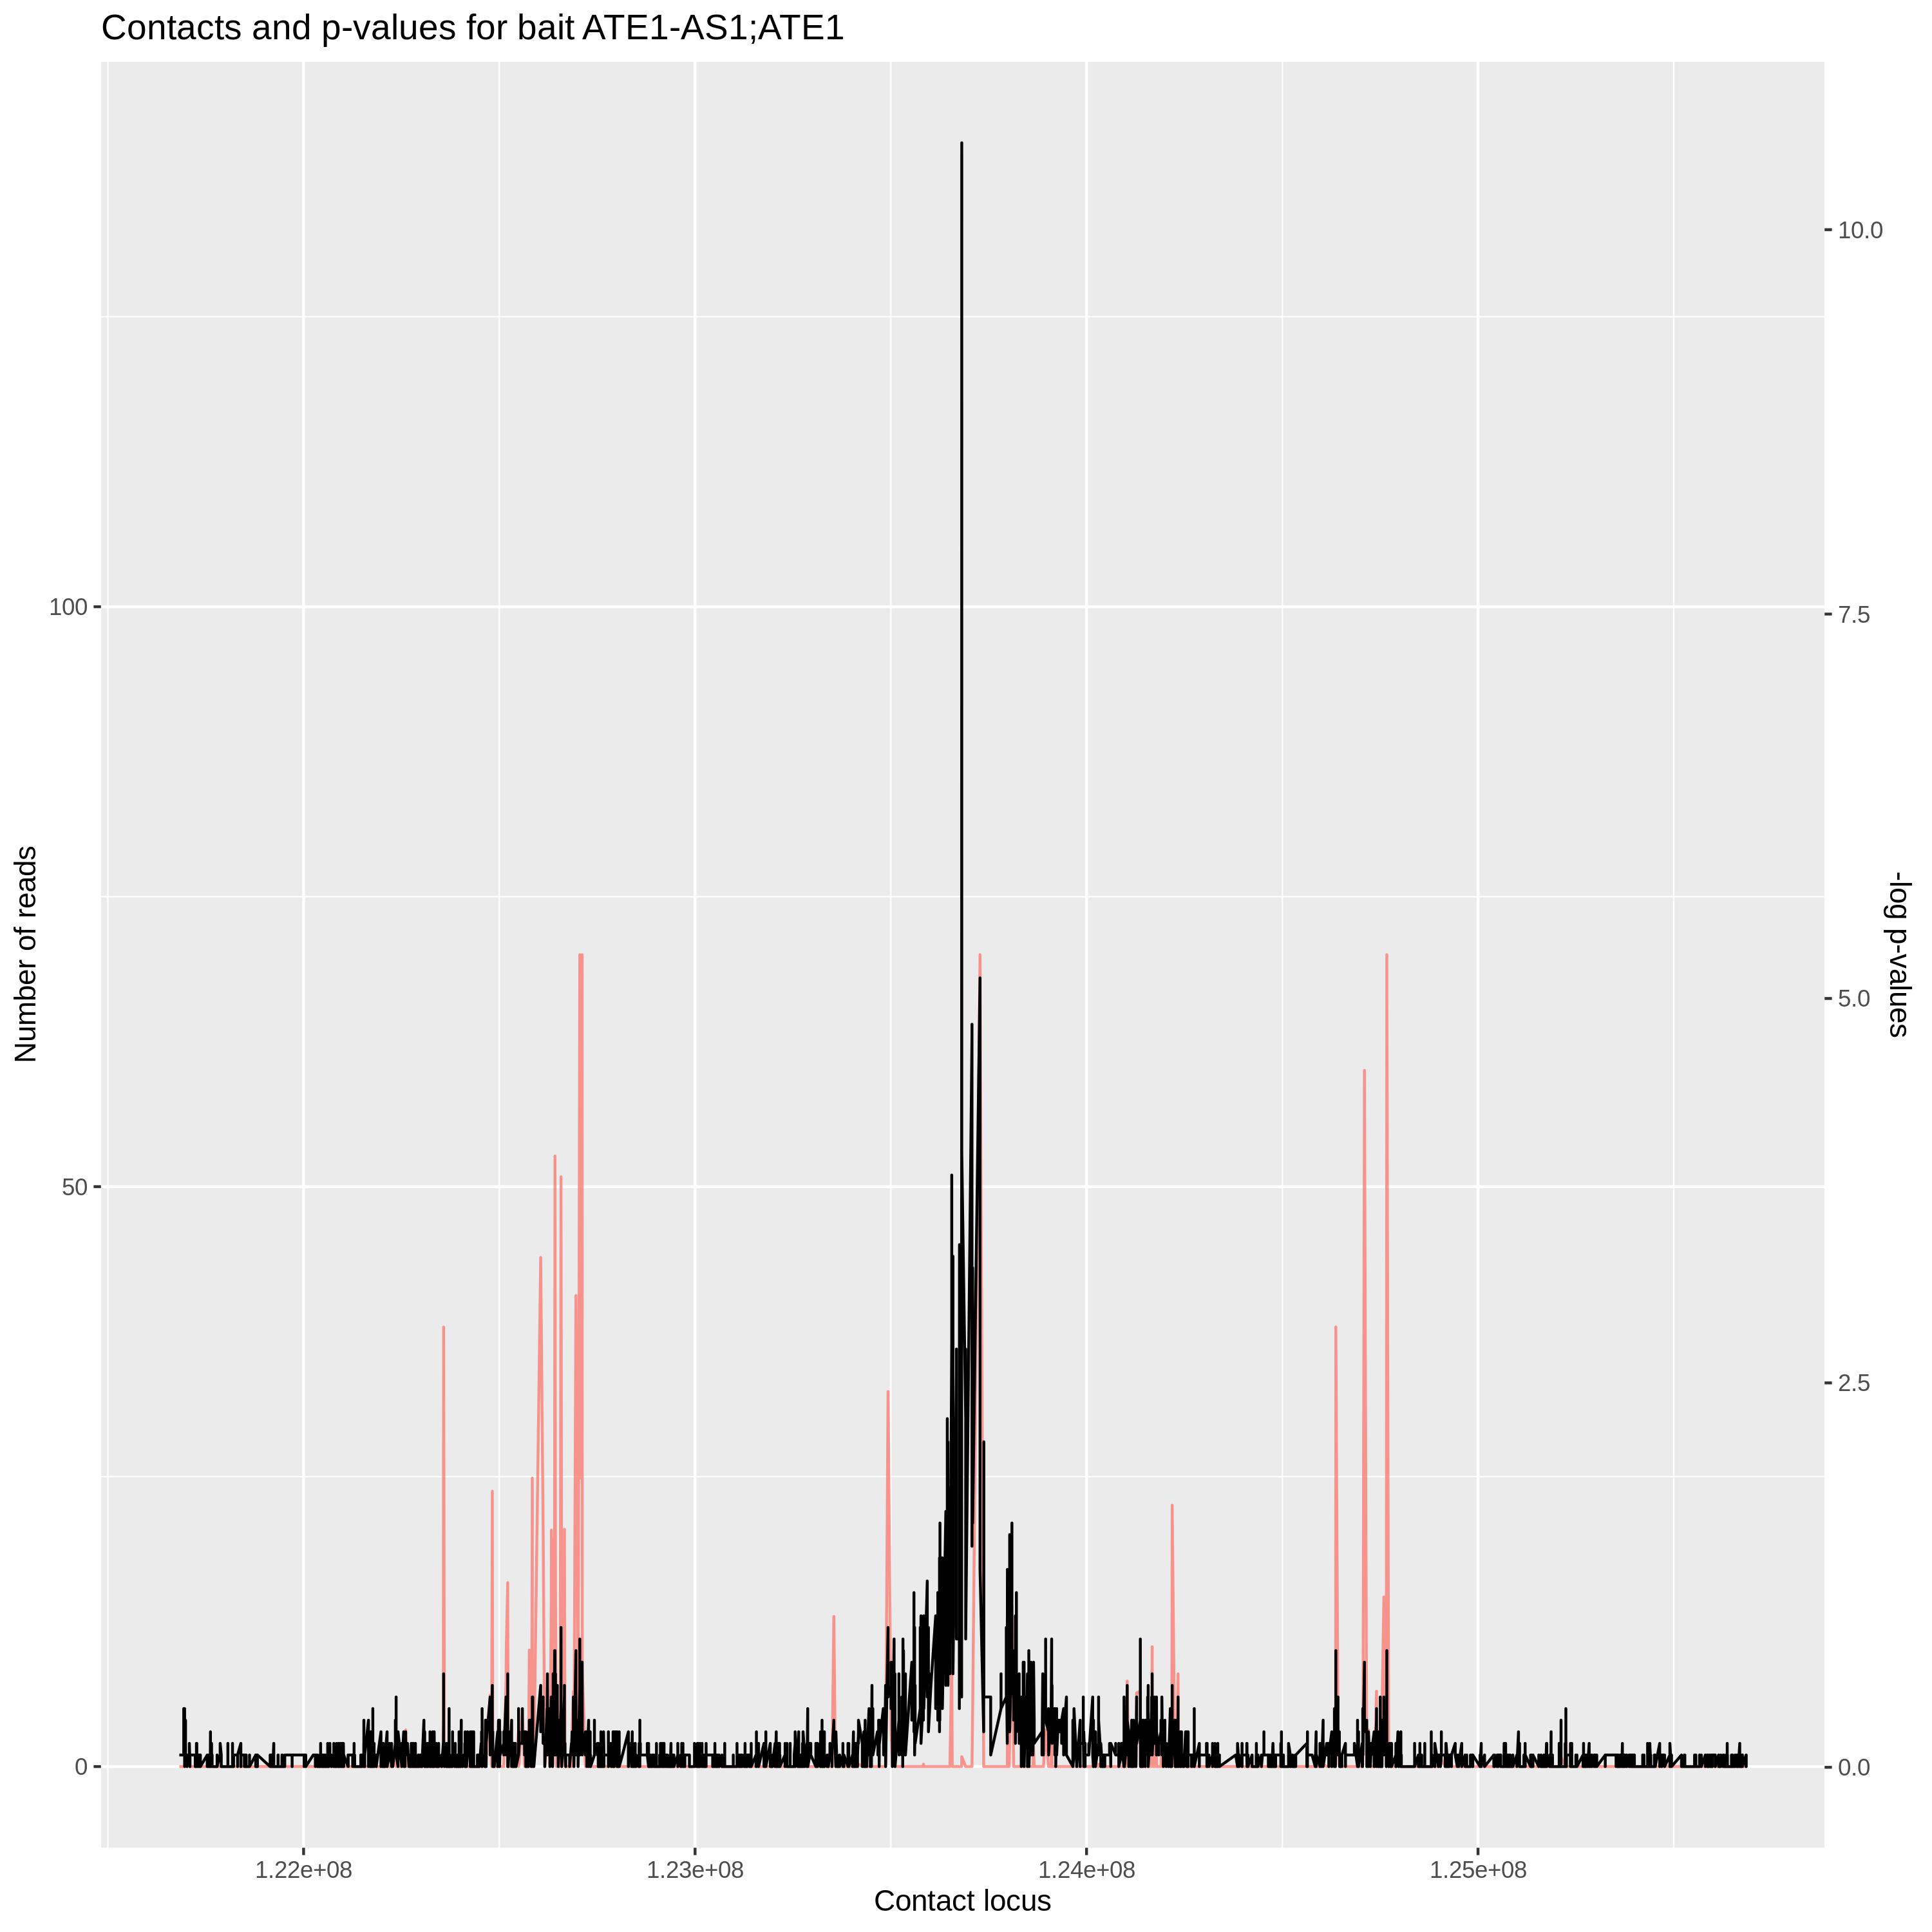 Contacts and p-values for bait ATE1-AS1;ATE1
10.0
100
7.5
Number of reads
-log p-values
5.0
50
2.5
0
0.0
1.22e+08
1.23e+08
1.24e+08
1.25e+08
Contact locus